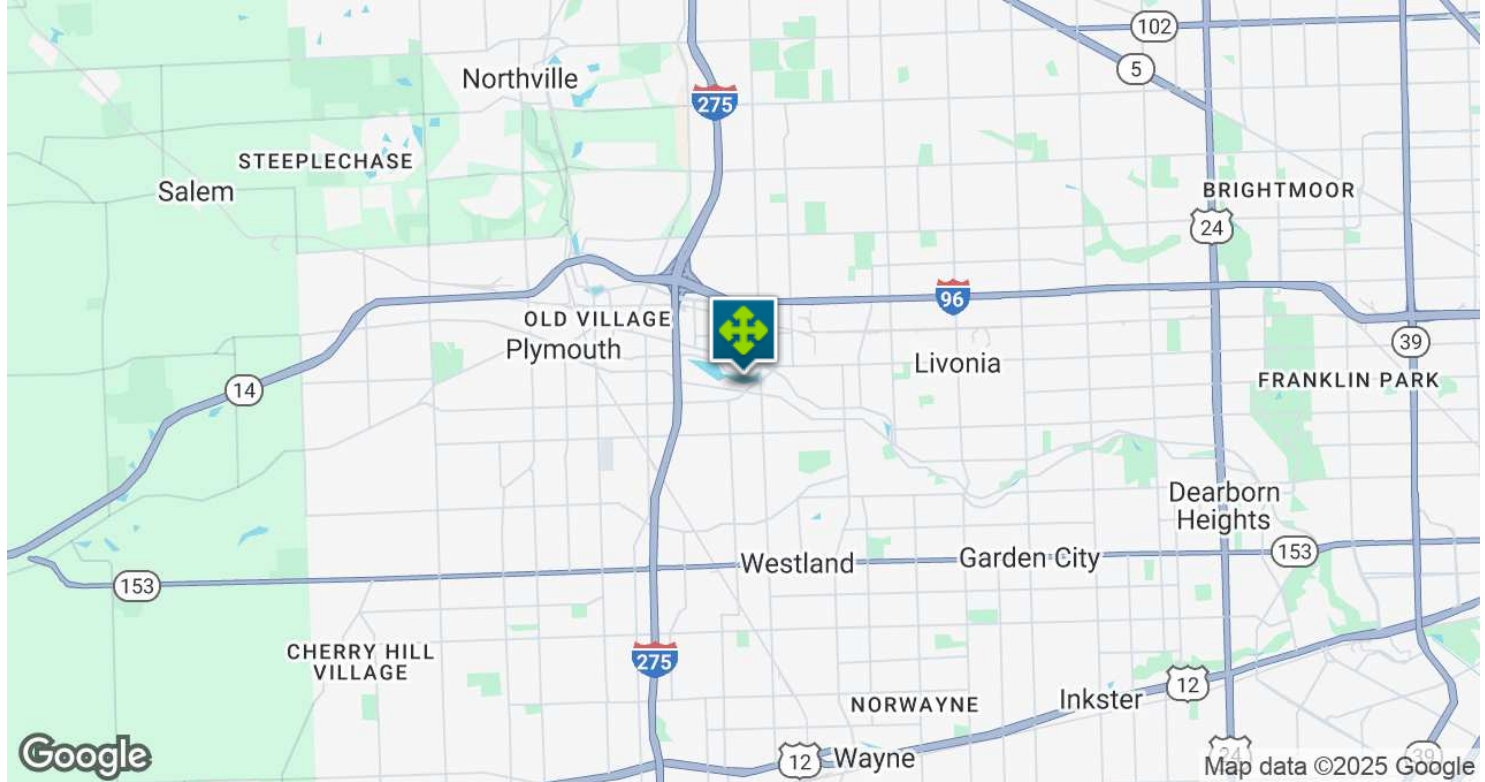 102
5
Northville
275
STEEPLECHASE
Salem
BRIGHTMOOR
24
96
OLD VILLAGE
Plymouth
39
Livonia
14
FRANKLIN PARK
Dearborn
Heights
153
Westland
Garden City
153
CHERRY HILL
VILLAGE
275
NORWAYNE
Inkster
12
Google
12
Wayne
24
39
Map data ©2025 Google